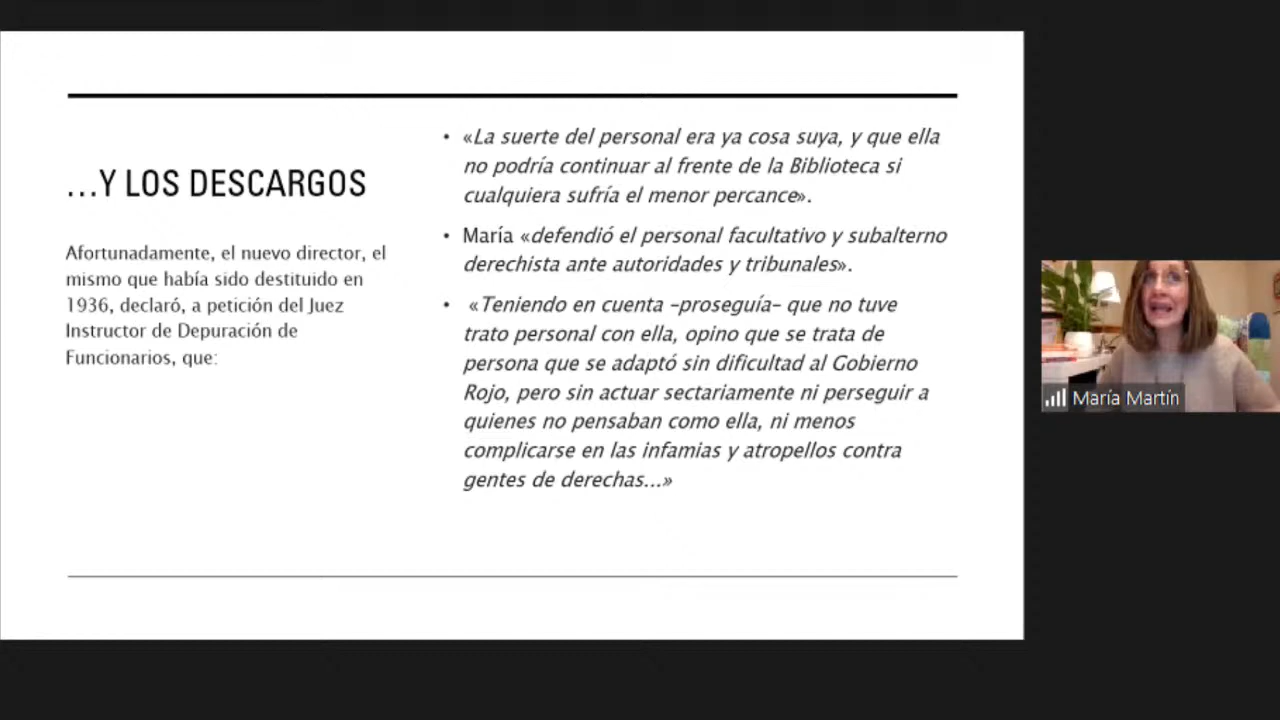 …Y LOS DESCARGOS
Afortunadamente, el nuevo director, el
mismo que había sido destituido en
1936, declaró, a petición del Juez
Instructor de Depuración de
Funcionarios, que:
• «La suerte del personal era ya cosa suya, y que ella
no podría continuar al frente de la Biblioteca si
cualquiera sufría el menor percance».
• María «defendió el personal facultativo y subalterno
derechista ante autoridades y tribunales».
• «Teniendo en cuenta –proseguía– que no tuve
trato personal con ella, opino que se trata de
persona que se adaptó sin dificultad al Gobierno
Rojo, pero sin actuar sectariamente ni perseguir a
quienes no pensaban como ella, ni menos
complicarse en las infamias y atropellos contra
gentes de derechas…»
María Martín